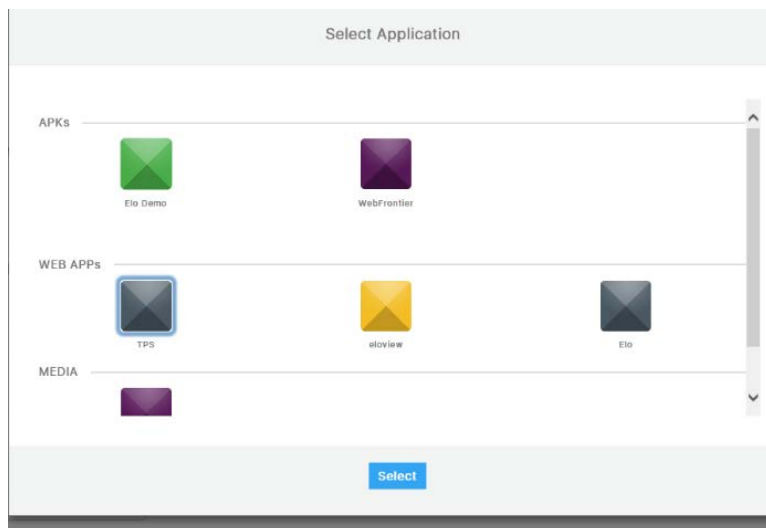 Select Application
APKs
Elo Demo
WebFrontier
WEB APPs
TPS
eloview
Elo
MEDIA
Select